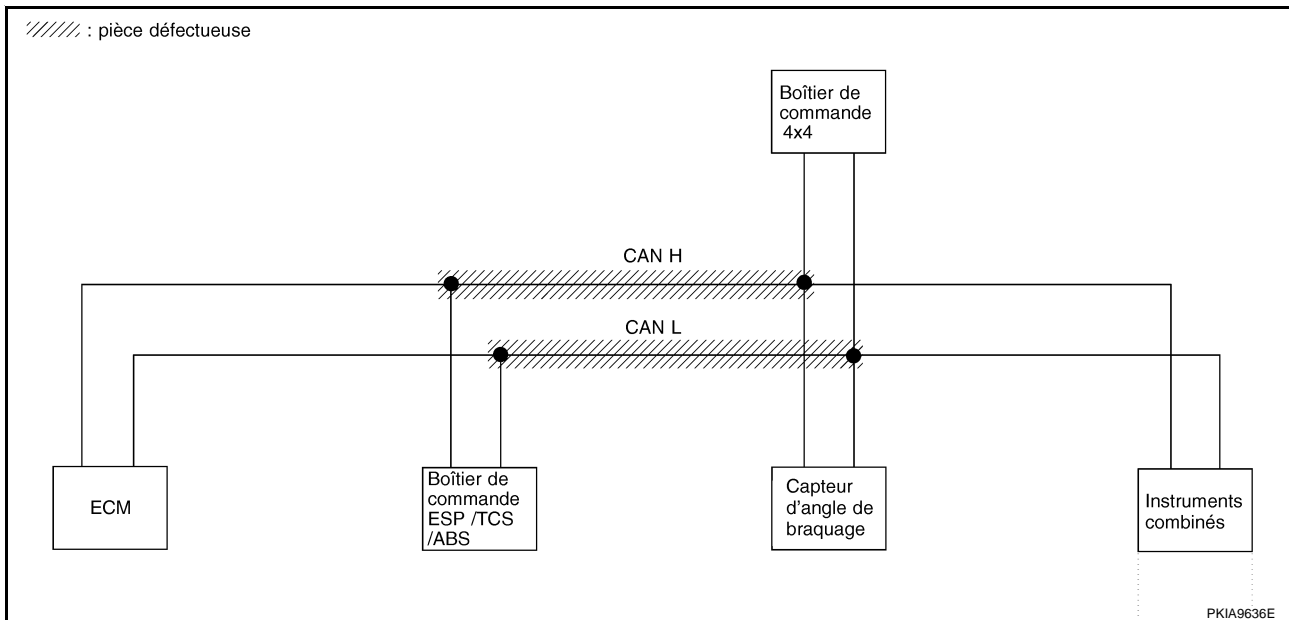 : pièce défectueuse
Boîtier de
commande
4x4
CAN H
CAN L
ECM
Boîtier de
commande
ESP /TCS
/ABS
Capteur
d'angle de
braquage
Instruments
combinés
PKIA9636E